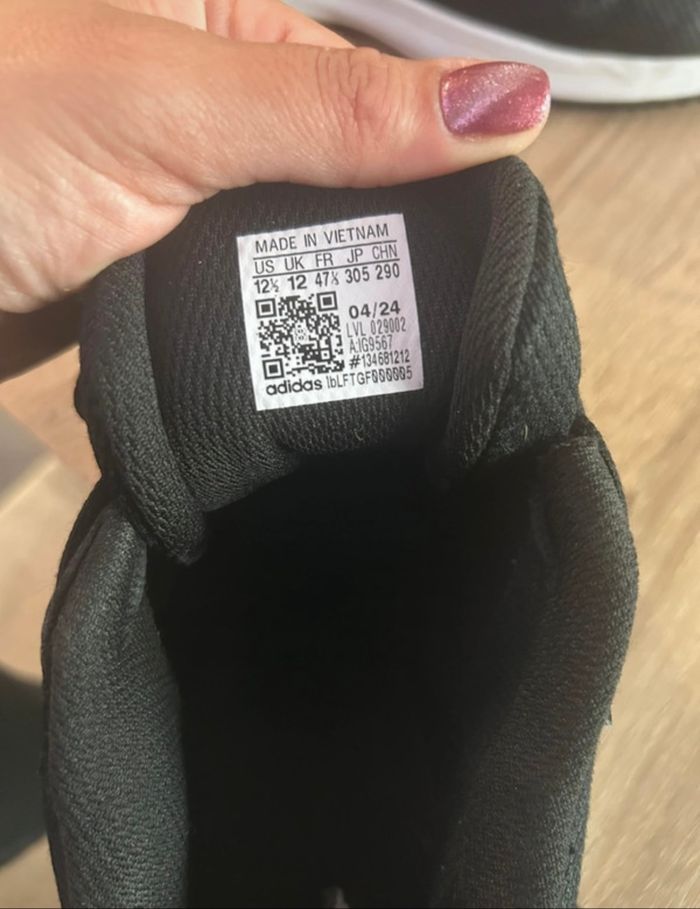 MADE IN VIETNAM
US UK FR JP CHN
12½ 12 47⅓ 305 290
04/24
LVL 029002
A:IG9567
#134681212
adidas